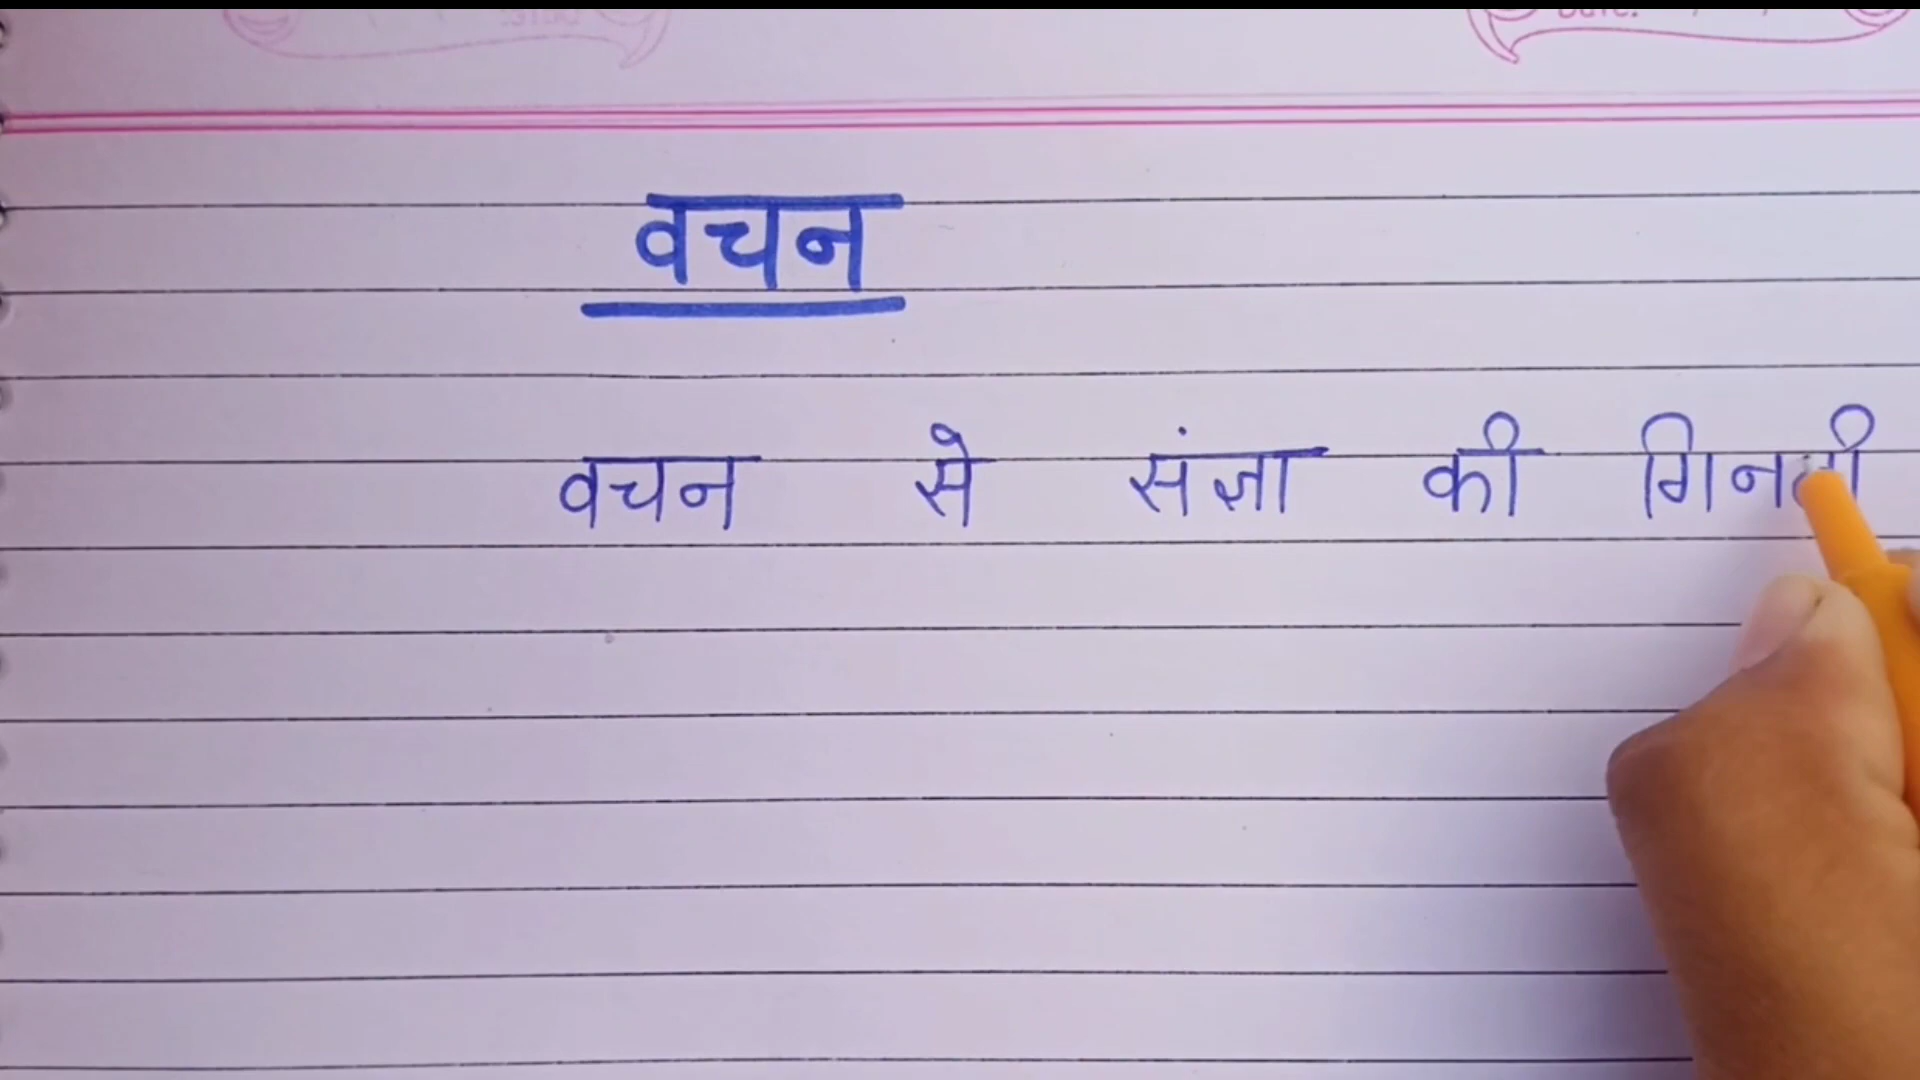 वचन
वचन से संज्ञा की गिनती